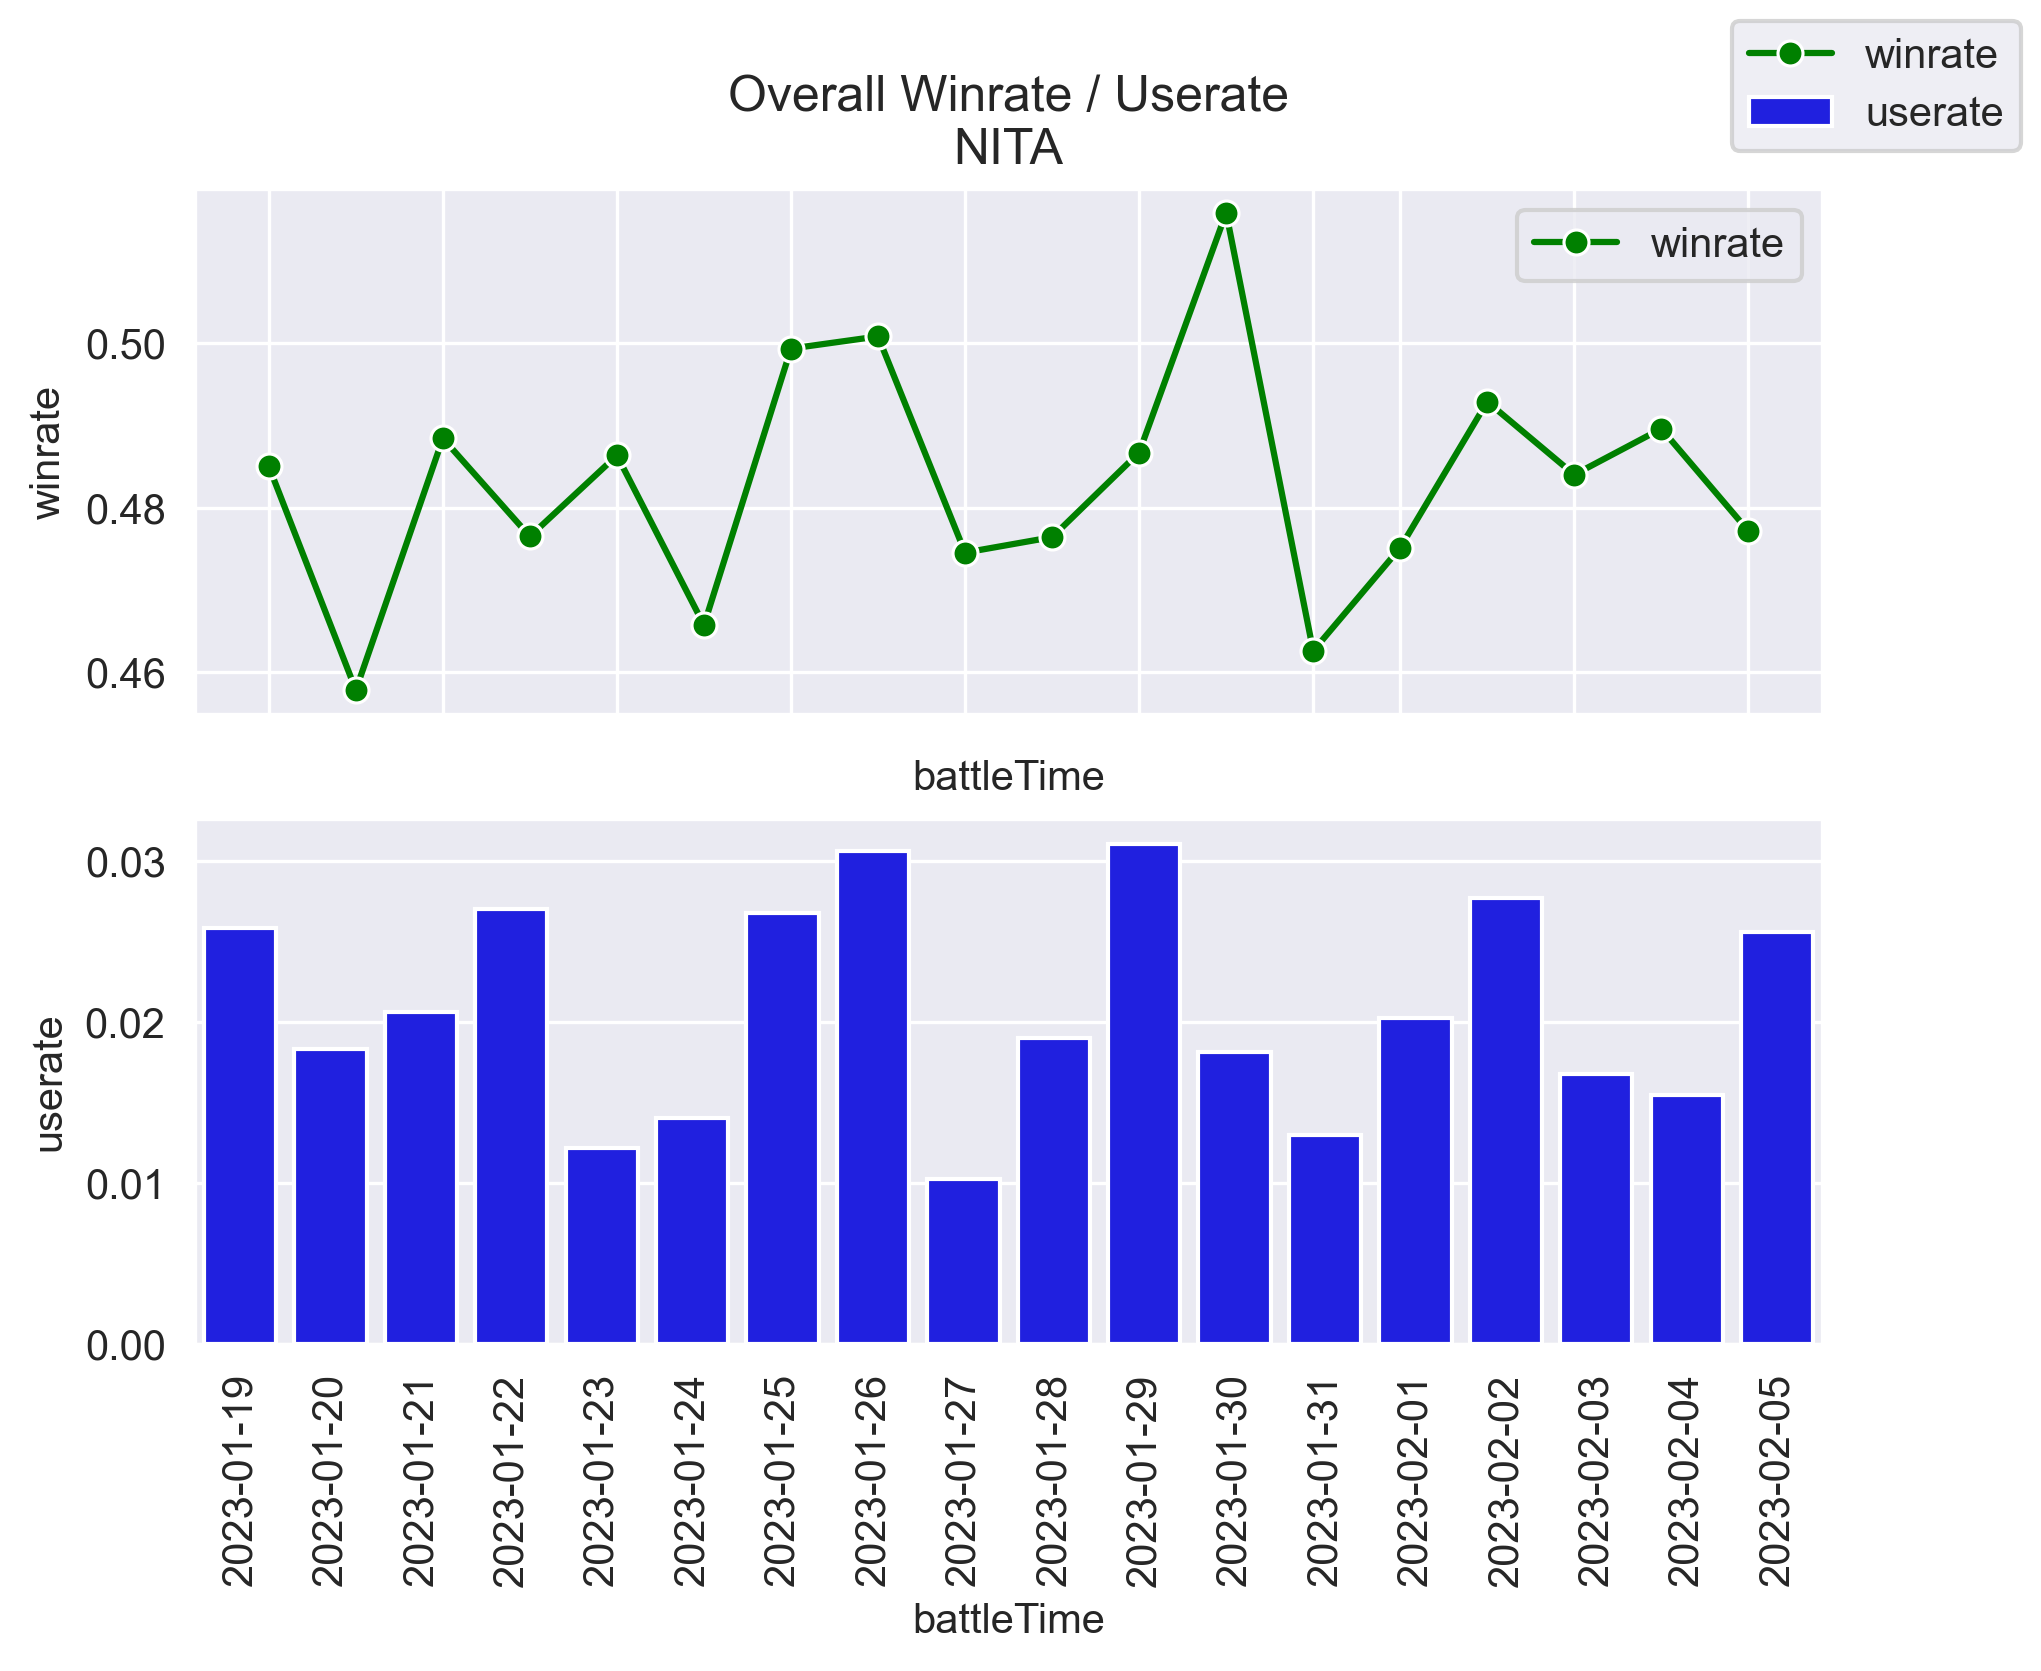 winrate
userate
Overall Winrate / Userate
NITA
winrate
0.50
0.48
0.46
winrate
battleTime
0.03
0.02
0.01
0.00
userate
2023-01-19
2023-01-20
2023-01-21
2023-01-22
2023-01-23
2023-01-24
2023-01-25
2023-01-26
2023-01-27
2023-01-28
2023-01-29
2023-01-30
2023-01-31
2023-02-01
2023-02-02
2023-02-03
2023-02-04
2023-02-05
battleTime